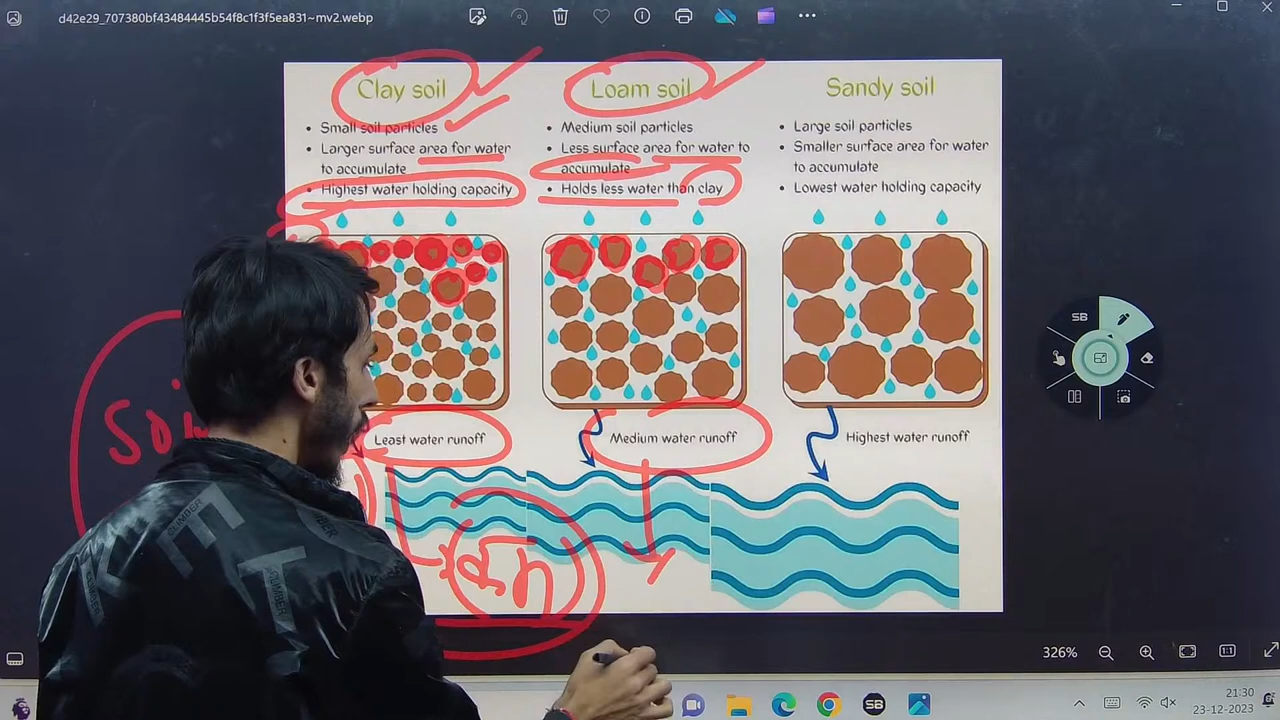 d42e29_707380bf43484445b54f8c1f3f5ea831~mv2.webp
Clay soil
• Small soil particles
• Larger surface area for water
to accumulate
• Highest water holding capacity
Loam soil
• Medium soil particles
• Less surface area for water to
accumulate
• Holds less water than clay
Sandy soil
• Large soil particles
• Smaller surface area for water
to accumulate
• Lowest water holding capacity
SB
Least water runoff
Medium water runoff
Highest water runoff
326%
1:1
SB
21:30
23-12-2023